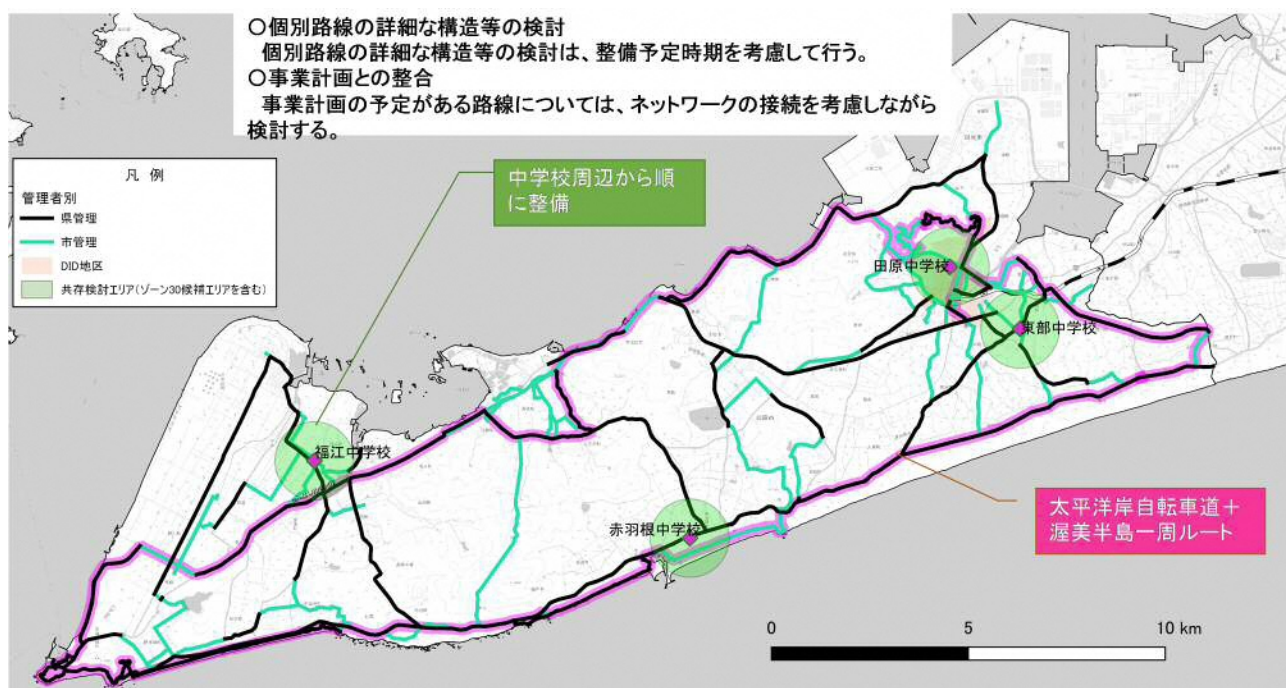 ○個別路線の詳細な構造等の検討
個別路線の詳細な構造等の検討は、整備予定時期を考慮して行う。
○事業計画との整合
事業計画の予定がある路線については、ネットワークの接続を考慮しながら
検討する。
凡 例
管理者別
県管理
市管理
DID地区
共存検討エリア(ゾーン30候補エリアを含む)
中学校周辺から順
に整備
田原中学校
東部中学校
福江中学校
赤羽根中学校
太平洋岸自転車道+
渥美半島一周ルート
0 5 10 km